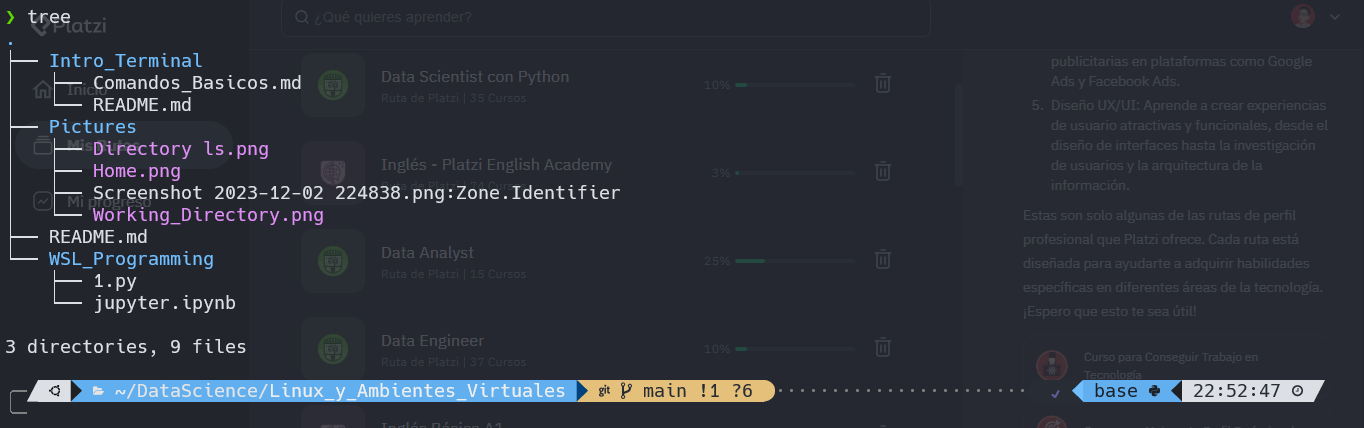 ❯ tree
.
├── Intro_Terminal
│   ├── Comandos_Basicos.md
│   └── README.md
├── Pictures
│   ├── Directory ls.png
│   ├── Home.png
│   ├── Screenshot 2023-12-02 224838.png:Zone.Identifier
│   └── Working_Directory.png
├── README.md
└── WSL_Programming
    ├── 1.py
    └── jupyter.ipynb
3 directories, 9 files
~/DataScience/Linux_y_Ambientes_Virtuales git main !1 ?6 base 22:52:47
Platzi
¿Qué quieres aprender?
Inicio
Mis Rutas
Mi progreso
Data Scientist con Python
Ruta de Platzi | 35 Cursos
10%
Inglés - Platzi English Academy
3%
Data Analyst
Ruta de Platzi | 15 Cursos
25%
Data Engineer
Ruta de Platzi | 37 Cursos
10%
Inglés Básico A1
publicitarias en plataformas como Google
Ads y Facebook Ads.
5. Diseño UX/UI: Aprende a crear experiencias
de usuario atractivas y funcionales, desde el
diseño de interfaces hasta la investigación
de usuarios y la arquitectura de la
información.
Estas son solo algunas de las rutas de perfil
profesional que Platzi ofrece. Cada ruta está
diseñada para ayudarte a adquirir habilidades
específicas en diferentes áreas de la tecnología.
¡Espero que esto te sea útil!
Curso para Conseguir Trabajo en
Tecnología